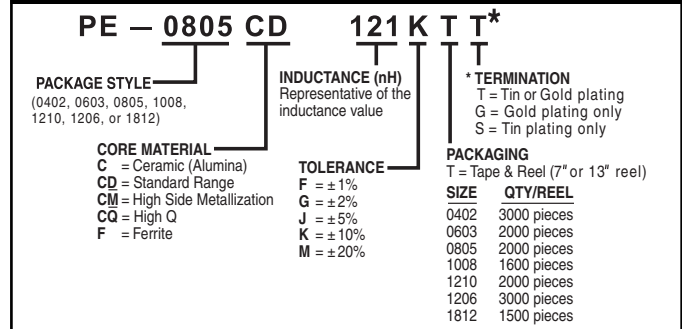 PE – 0805 CD 121 K T T*
PACKAGE STYLE
(0402, 0603, 0805, 1008,
1210, 1206, or 1812)
CORE MATERIAL
C = Ceramic (Alumina)
CD = Standard Range
CM = High Side Metallization
CQ = High Q
F = Ferrite
INDUCTANCE (nH)
Representative of the
inductance value
TOLERANCE
F = ±1%
G = ±2%
J = ±5%
K = ±10%
M = ±20%
* TERMINATION
T = Tin or Gold plating
G = Gold plating only
S = Tin plating only
PACKAGING
T = Tape & Reel (7" or 13" reel)
SIZE QTY/REEL
0402 3000 pieces
0603 2000 pieces
0805 2000 pieces
1008 1600 pieces
1210 2000 pieces
1206 3000 pieces
1812 1500 pieces